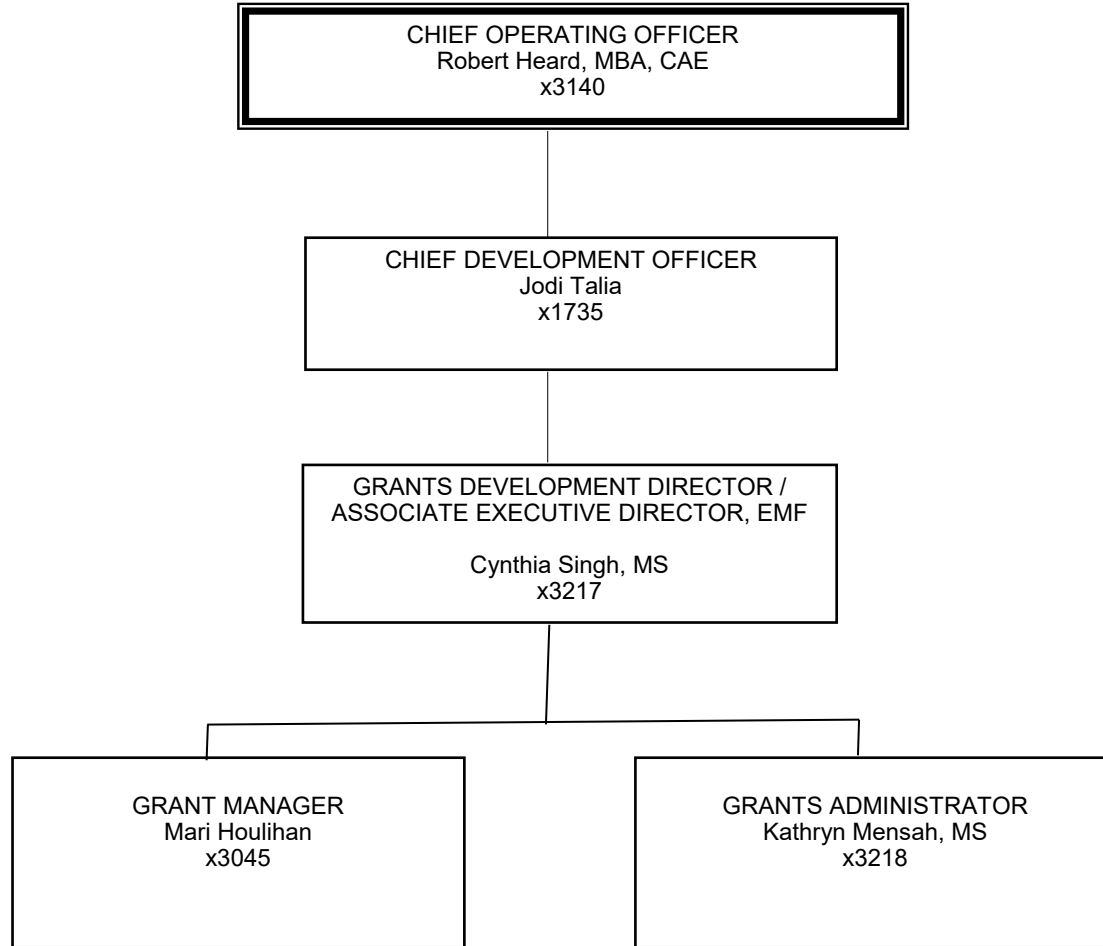 CHIEF OPERATING OFFICER
Robert Heard, MBA, CAE
x3140
CHIEF DEVELOPMENT OFFICER
Jodi Talia
x1735
GRANTS DEVELOPMENT DIRECTOR /
ASSOCIATE EXECUTIVE DIRECTOR, EMF
Cynthia Singh, MS
x3217
GRANT MANAGER
Mari Houlihan
x3045
GRANTS ADMINISTRATOR
Kathryn Mensah, MS
x3218